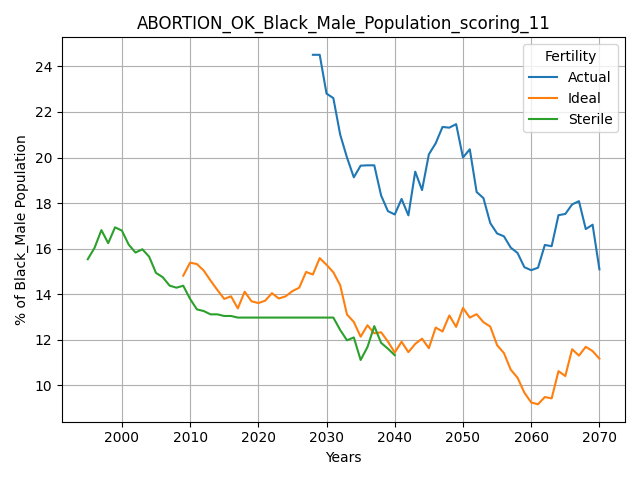 ABORTION_OK_Black_Male_Population_scoring_11
Fertility
Actual
Ideal
Sterile
% of Black_Male Population
24
22
20
18
16
14
12
10
2000 2010 2020 2030 2040 2050 2060 2070
Years